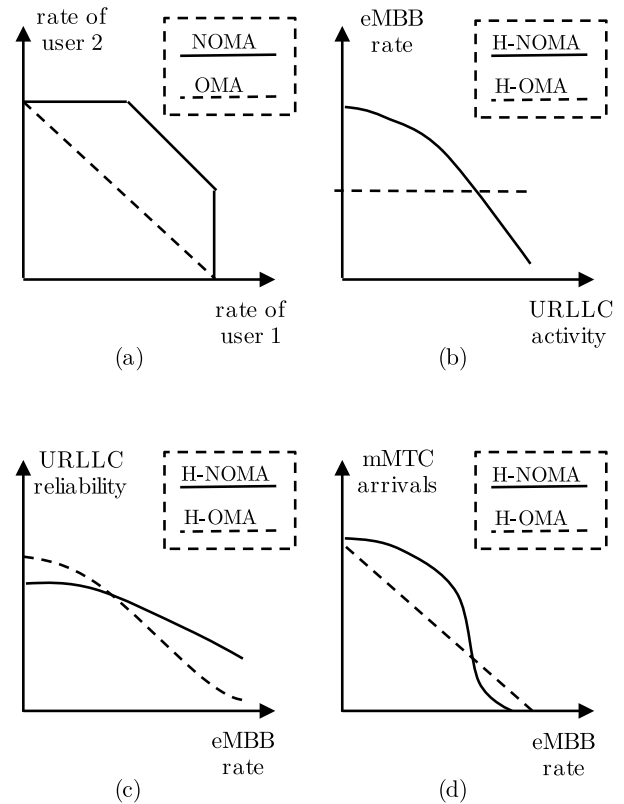 rate of
user 2
NOMA
OMA
rate of
user 1
(a)
eMBB
rate
H-NOMA
H-OMA
URLLC
activity
(b)
URLLC
reliability
H-NOMA
H-OMA
eMBB
rate
(c)
mMTC
arrivals
H-NOMA
H-OMA
eMBB
rate
(d)